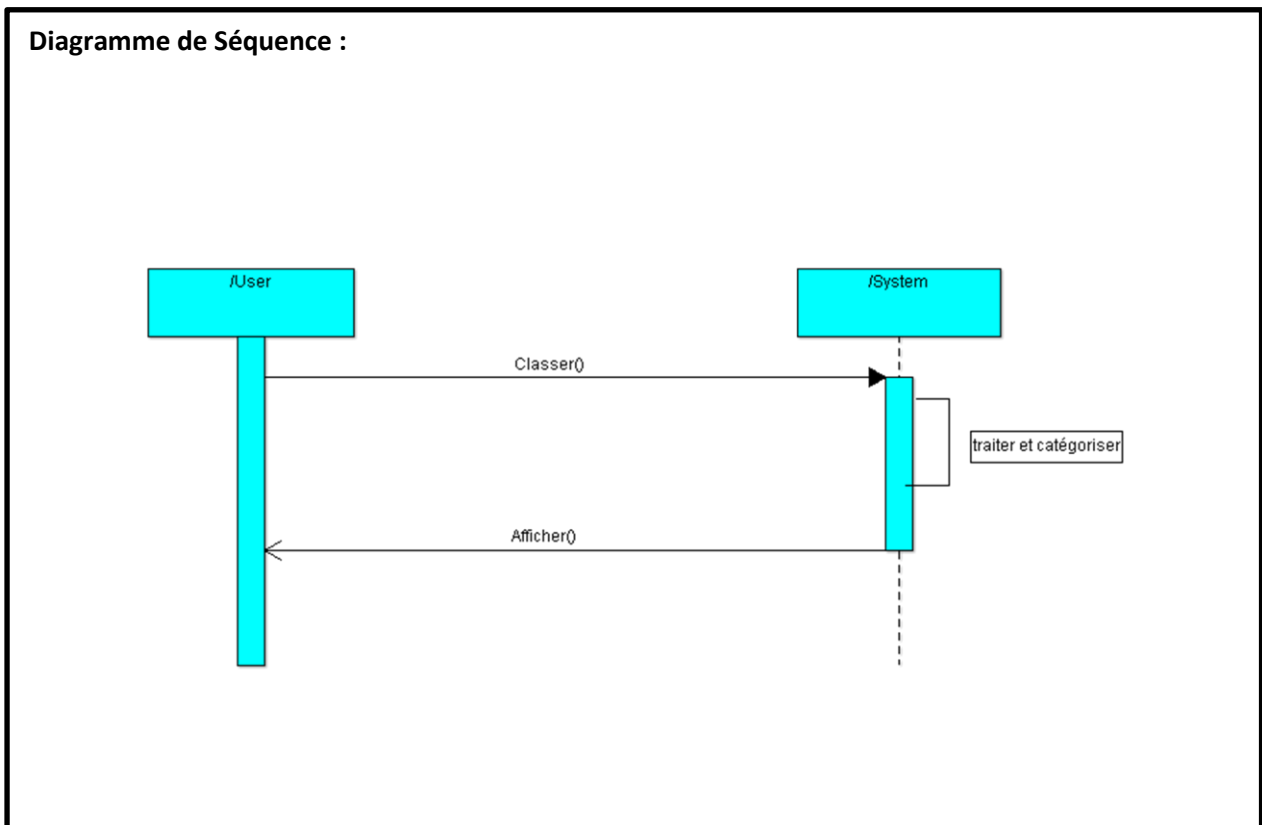 Diagramme de Séquence :
/User
/System
Classer()
traiter et catégoriser
Afficher()